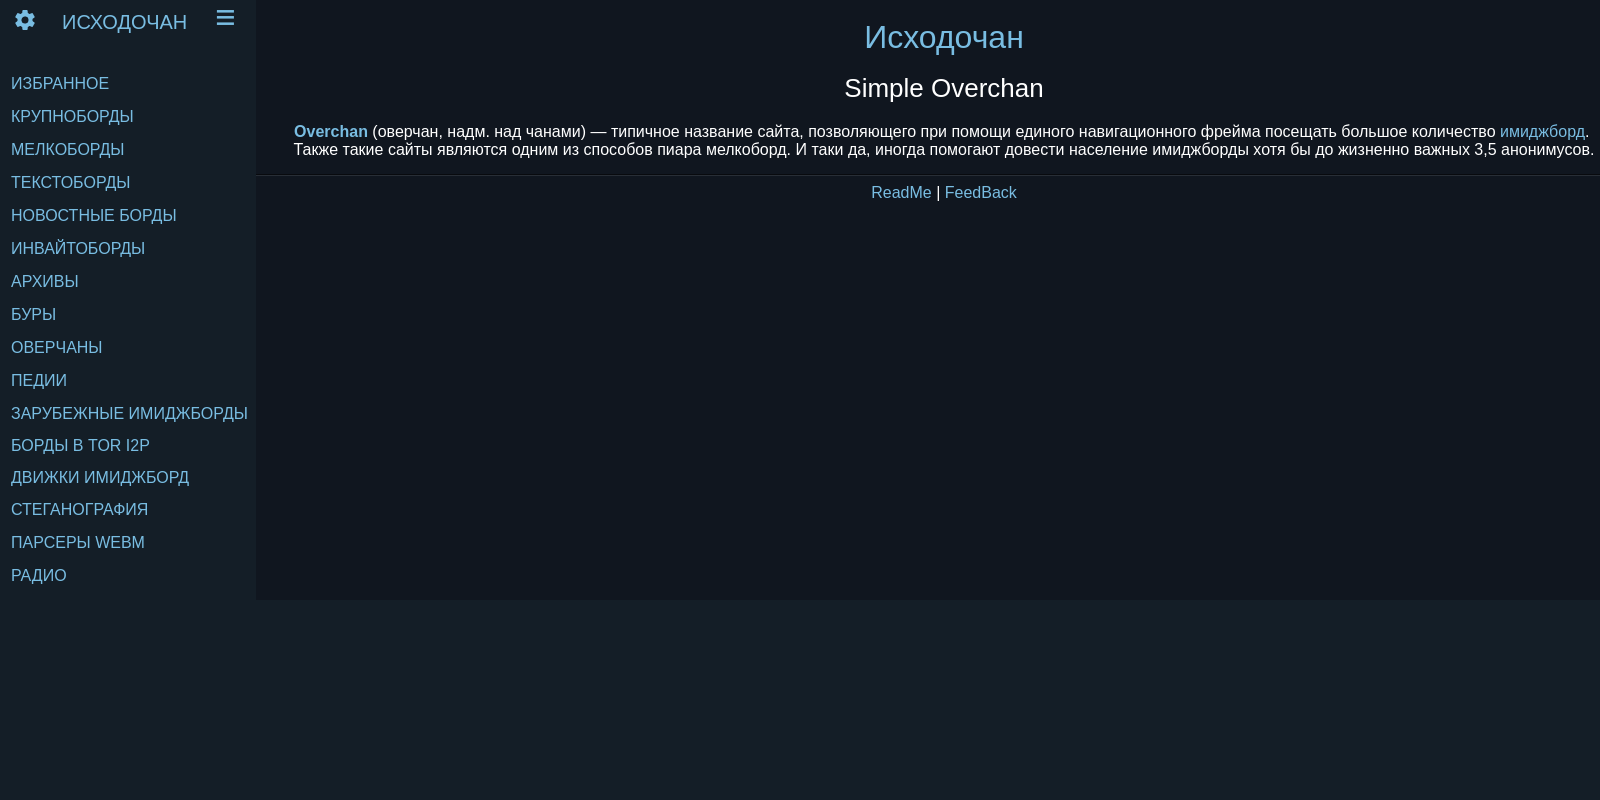 ИСХОДОЧАН
ИЗБРАННОЕ
КРУПНОБОРДЫ
МЕЛКОБОРДЫ
ТЕКСТОБОРДЫ
НОВОСТНЫЕ БОРДЫ
ИНВАЙТОБОРДЫ
АРХИВЫ
БУРЫ
ОВЕРЧАНЫ
ПЕДИИ
ЗАРУБЕЖНЫЕ ИМИДЖБОРДЫ
БОРДЫ В TOR I2P
ДВИЖКИ ИМИДЖБОРД
СТЕГАНОГРАФИЯ
ПАРСЕРЫ WEBM
РАДИО
Исходочан
Simple Overchan
Overchan (оверчан, надм. над чанами) — типичное название сайта, позволяющего при помощи единого навигационного фрейма посещать большое количество имиджборд.
Также такие сайты являются одним из способов пиара мелкоборд. И таки да, иногда помогают довести население имиджборды хотя бы до жизненно важных 3,5 анонимусов.
ReadMe | FeedBack